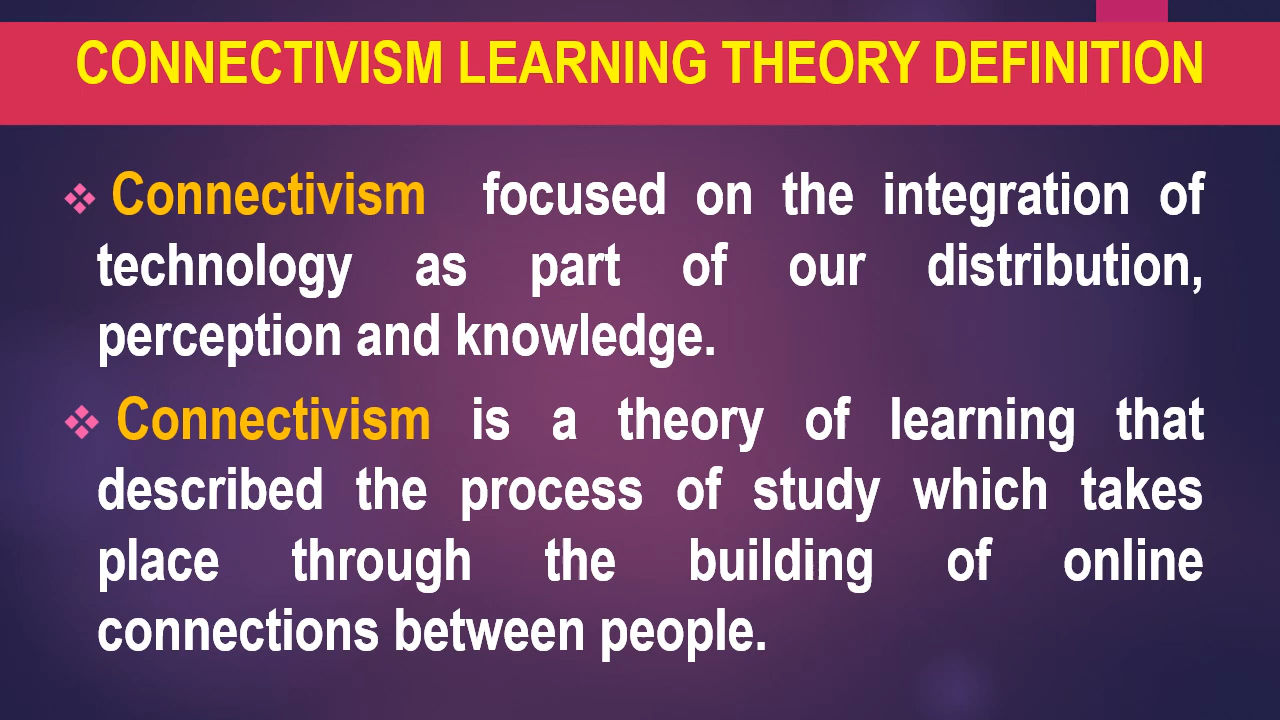 CONNECTIVISM LEARNING THEORY DEFINITION
Connectivism focused on the integration of
technology as part of our distribution,
perception and knowledge.
Connectivism is a theory of learning that
described the process of study which takes
place through the building of online
connections between people.